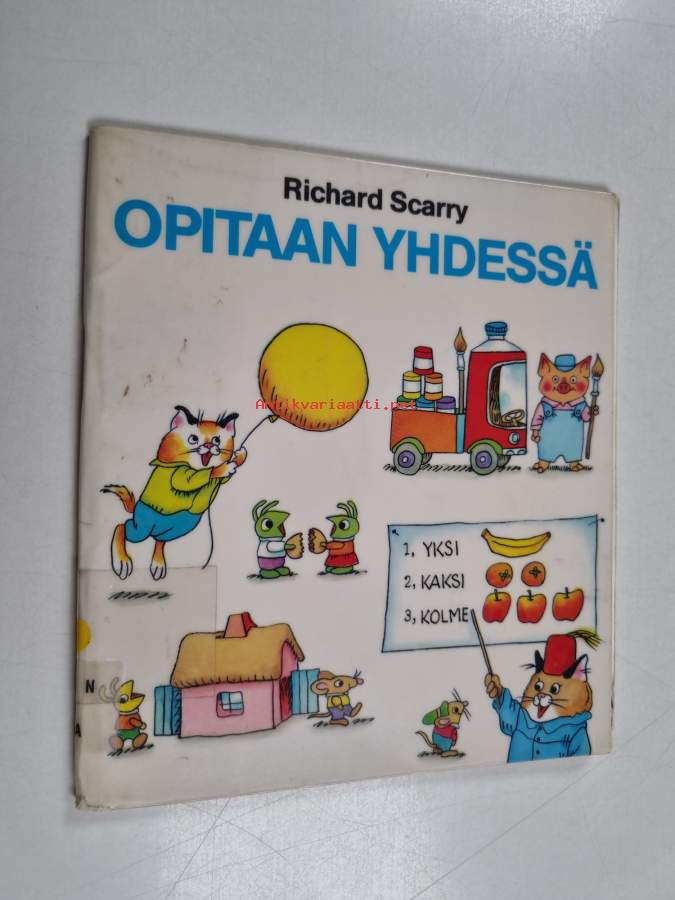 Richard Scarry
OPITAAN YHDESSÄ
Antikvariaatti.net
1, YKSI
2, KAKSI
3, KOLME
N
A